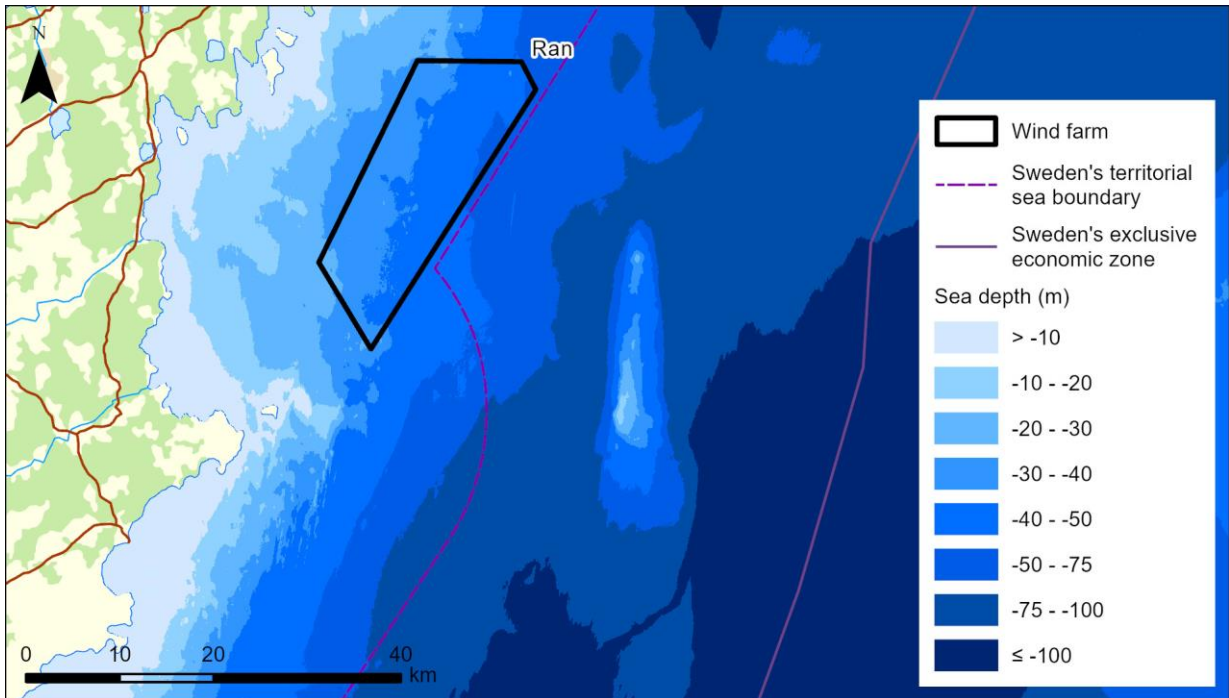 N
Ran
Wind farm
Sweden's territorial
sea boundary
Sweden's exclusive
economic zone
Sea depth (m)
> -10
-10 - -20
-20 - -30
-30 - -40
-40 - -50
-50 - -75
-75 - -100
≤ -100
0 10 20 40
km